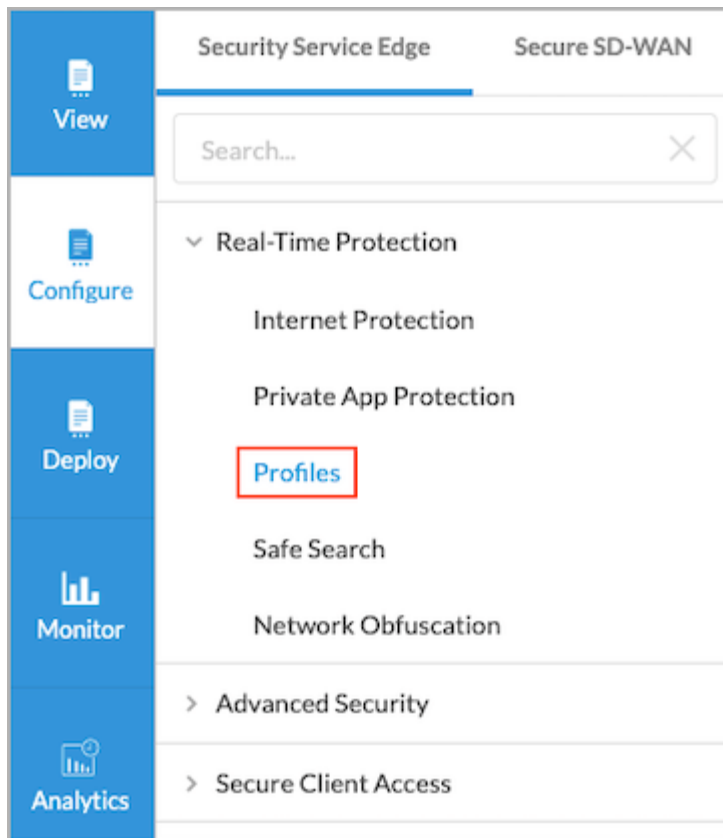 View
Configure
Deploy
Monitor
Analytics
Security Service Edge Secure SD-WAN
Search...
Real-Time Protection
Internet Protection
Private App Protection
Profiles
Safe Search
Network Obfuscation
Advanced Security
Secure Client Access